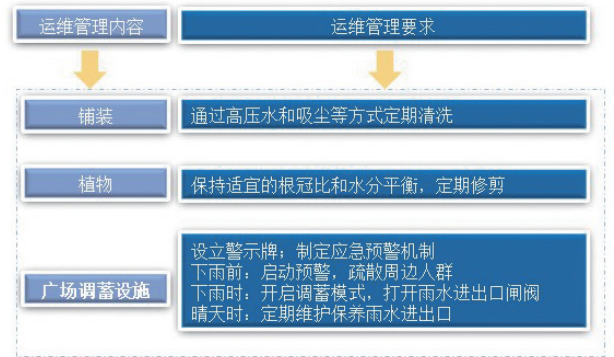 运维管理内容
运维管理要求
铺装
通过高压水和吸尘等方式定期清洗
植物
保持适宜的根冠比和水分平衡，定期修剪
广场调蓄设施
设立警示牌；制定应急预警机制
下雨前：启动预警，疏散周边人群
下雨时：开启调蓄模式，打开雨水进出口闸阀
晴天时：定期维护保养雨水进出口